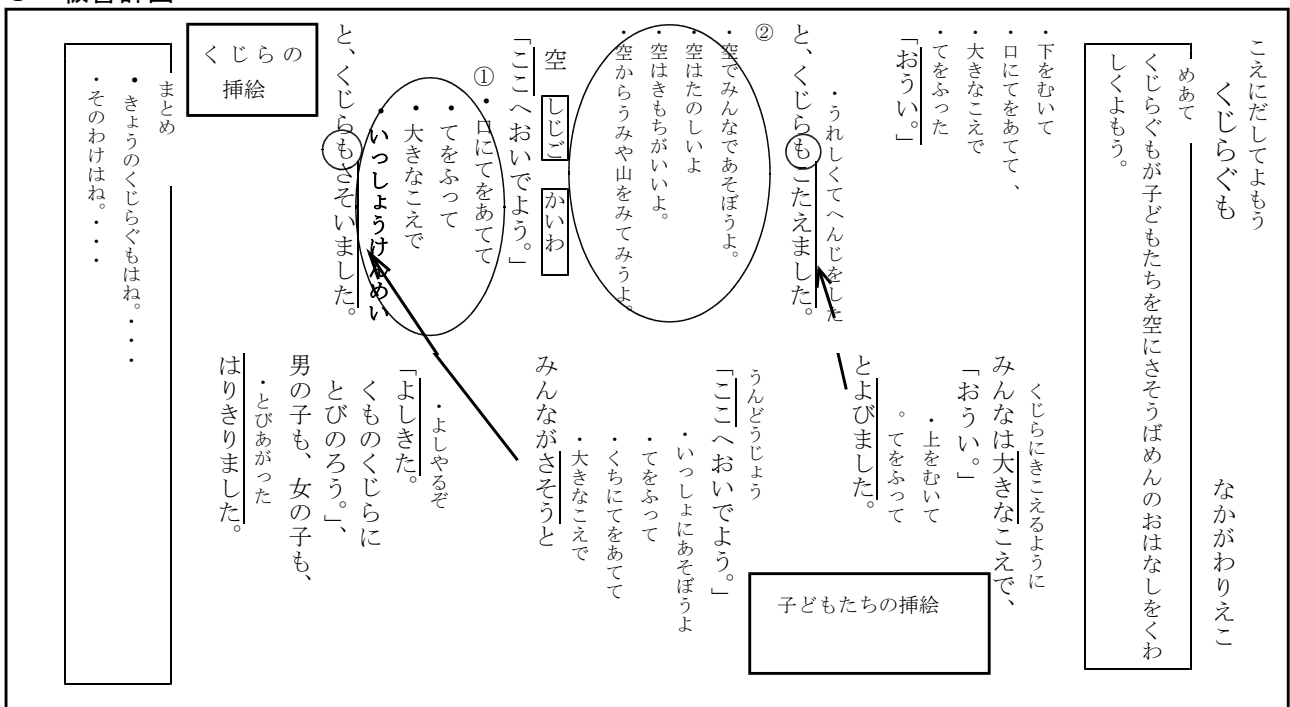 こえにだしてよもう
くじらぐも
なかがわりえこ
めあて
くじらぐもが子どもたちを空にさそうばめんのおはなしをくわ
しくよもう。
・下をむいて
・口にてをあてて、
・大きなこえで
・てをふった
「おうい。」
・うれしくてへんじをした
と、くじらもこたえました。
②
・空でみんなであそぼうよ。
・空はたのしいよ
・空はきもちがいいよ。
・空からうみや山をみてみうよ。
空
しじご
かいわ
「ここへおいでよう。」
①
・口にてをあてて
・てをふって
・大きなこえで
・いっしょうけんめい
と、くじらもさそいました。
くじらの
挿絵
くじらにきこえるように
みんなは大きなこえで、
「おうい。」
・上をむいて
。てをふって
とよびました。
子どもたちの挿絵
うんどうじょう
「ここへおいでよう。」
・いっしょにあそぼうよ
・てをふって
・くちにてをあてて
・大きなこえで
みんながさそうと
・よしやるぞ
「よしきた。
くものくじらに
とびのろう。」、
男の子も、女の子も、
・とびあがった
はりきりました。
まとめ
・きょうのくじらぐもはね。・・・
・そのわけはね。・・・